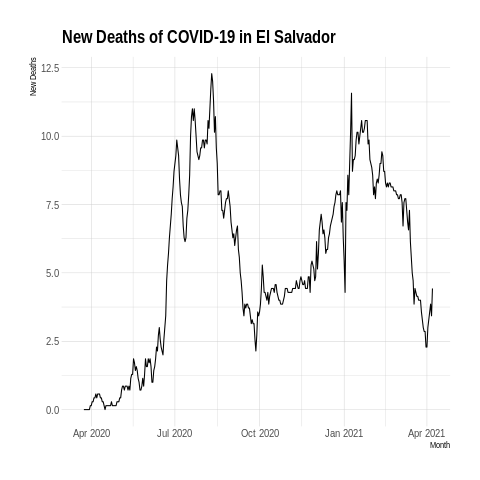 New Deaths of COVID-19 in El Salvador
New Deaths
12.5
10.0
7.5
5.0
2.5
0.0
Apr 2020 Jul 2020 Oct 2020 Jan 2021 Apr 2021
Month